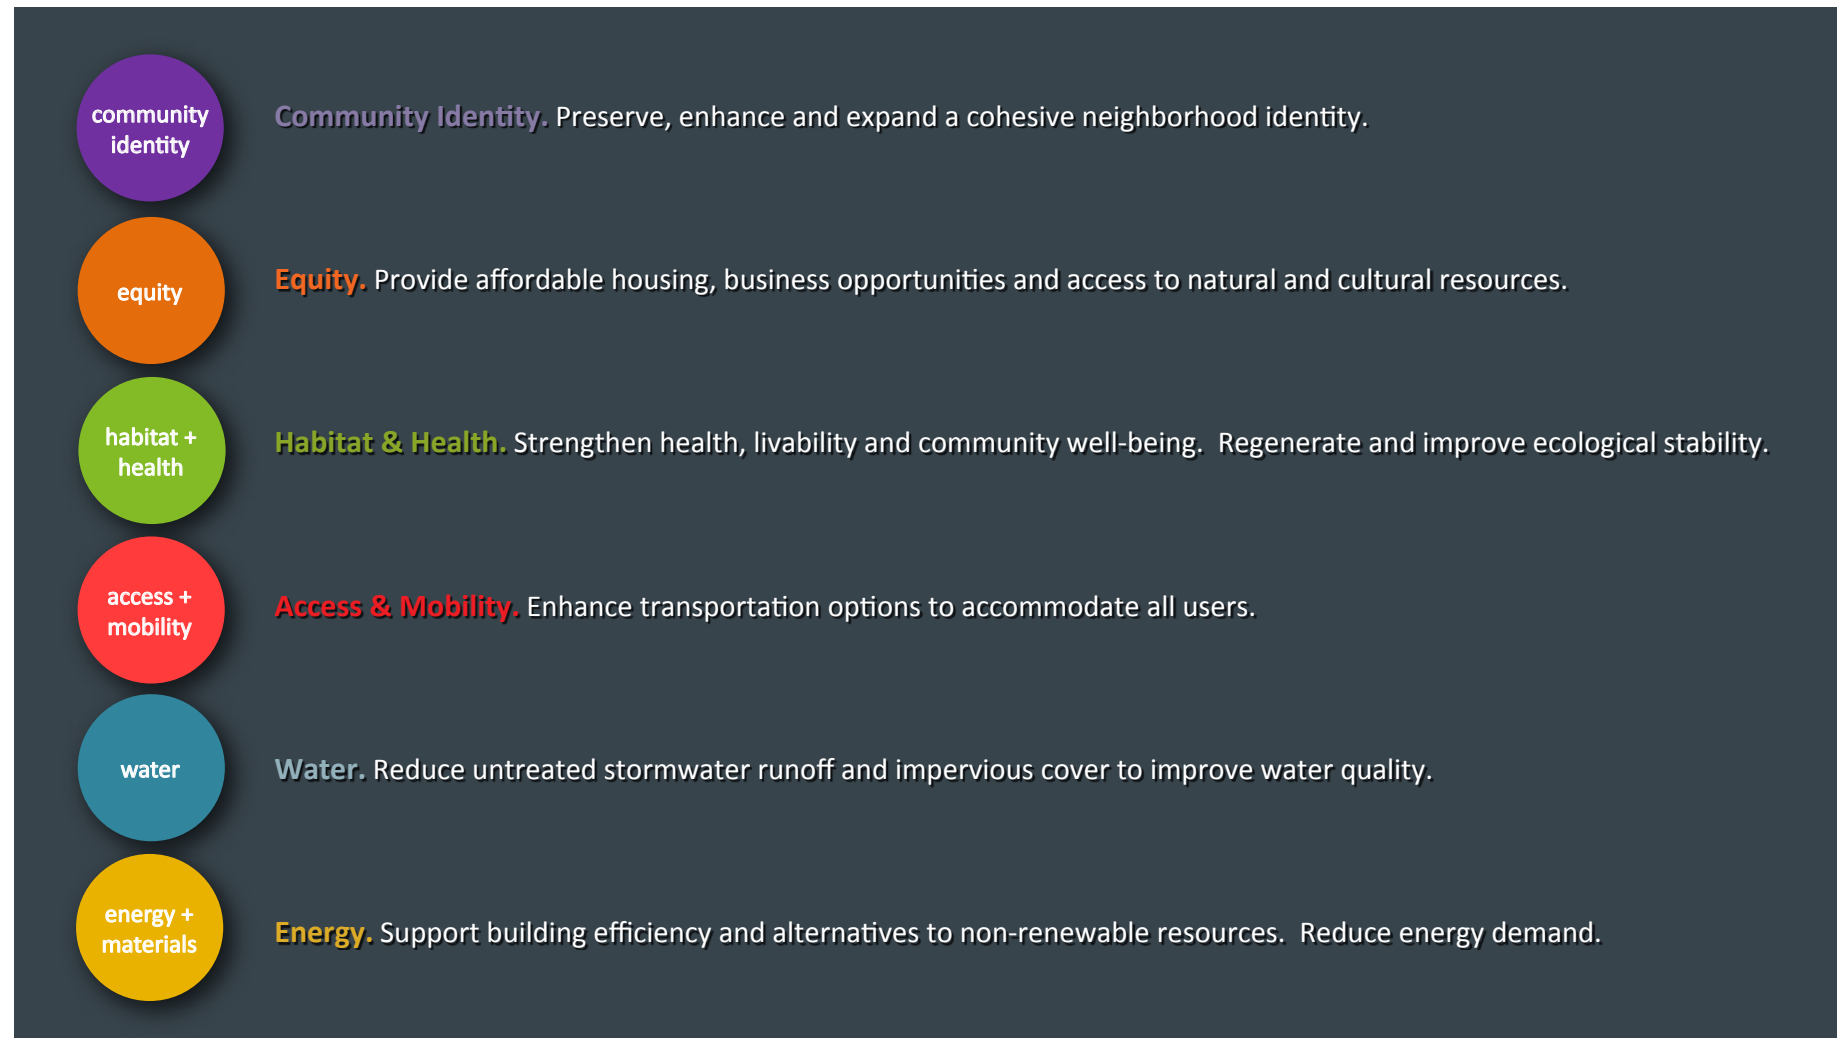 community
identity
Community Identity. Preserve, enhance and expand a cohesive neighborhood identity.
equity
Equity. Provide affordable housing, business opportunities and access to natural and cultural resources.
habitat +
health
Habitat & Health. Strengthen health, livability and community well-being.  Regenerate and improve ecological stability.
access +
mobility
Access & Mobility. Enhance transportation options to accommodate all users.
water
Water. Reduce untreated stormwater runoff and impervious cover to improve water quality.
energy +
materials
Energy. Support building efficiency and alternatives to non-renewable resources.  Reduce energy demand.